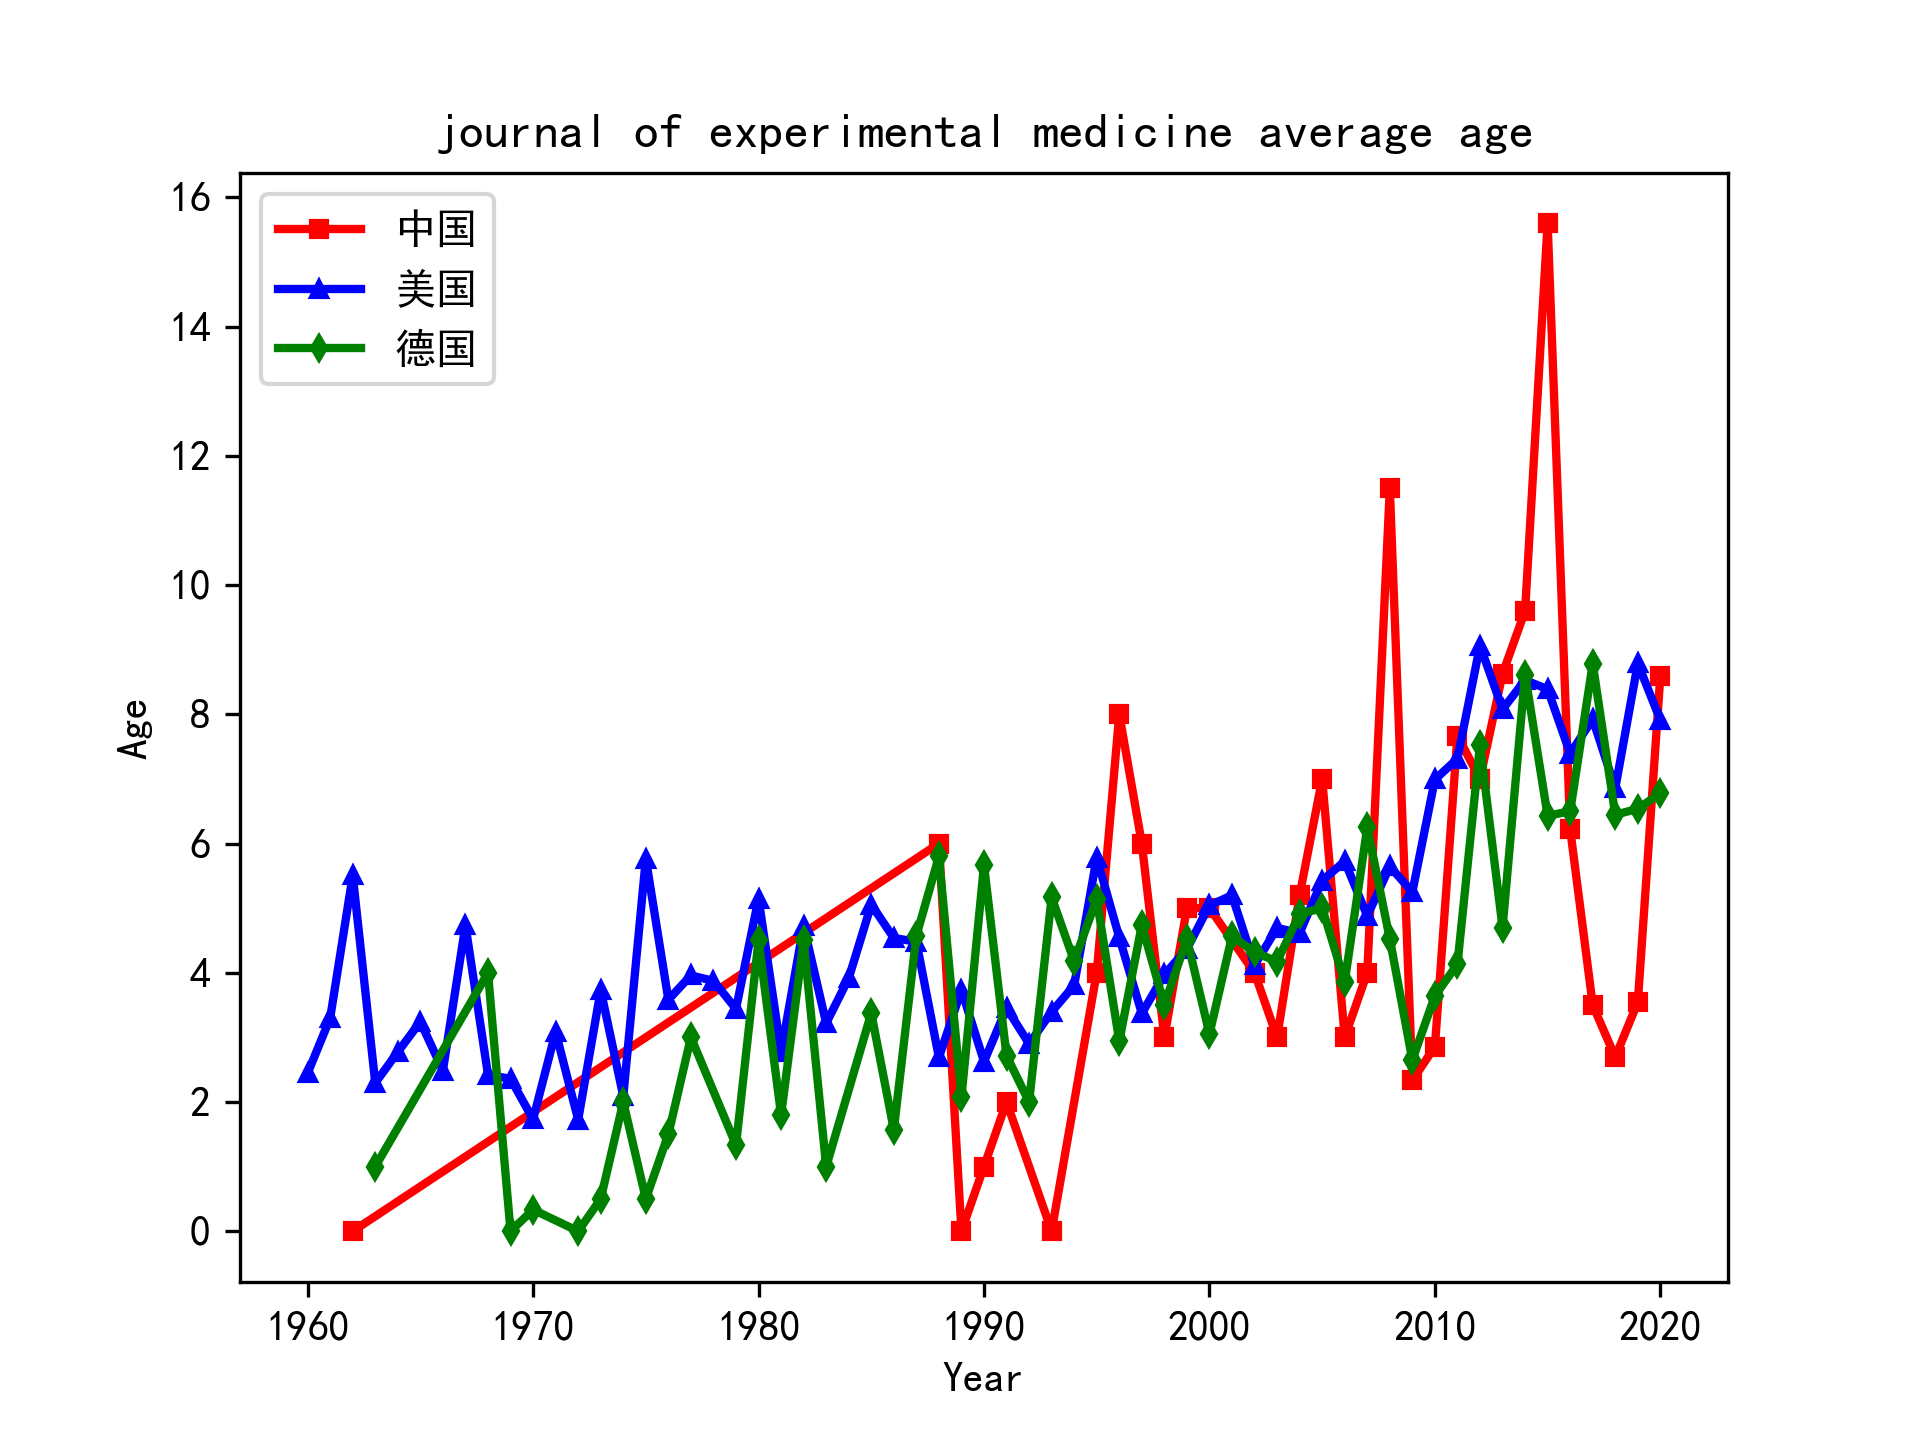 journal of experimental medicine average age
中国
美国
德国
16
14
12
10
8
6
4
2
0
Age
1960 1970 1980 1990 2000 2010 2020
Year